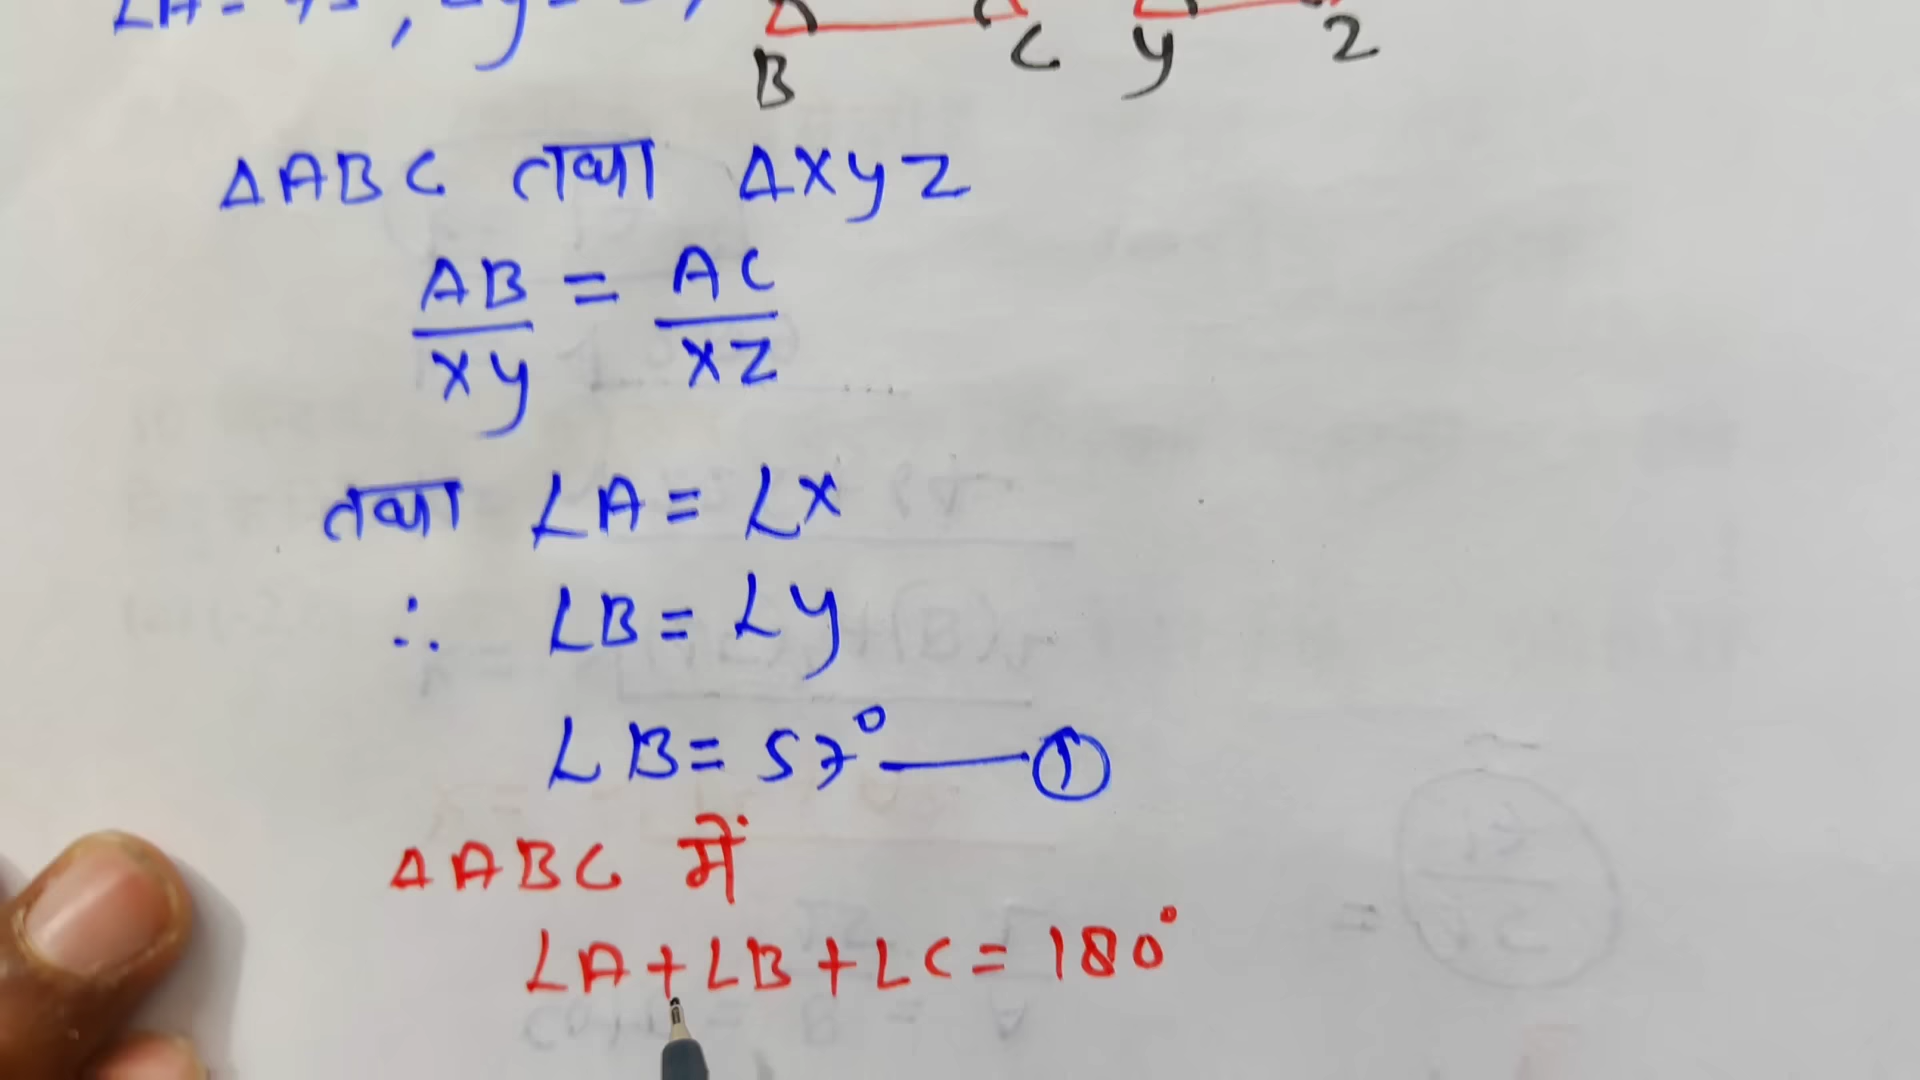 B C y Z
ΔABC तथा ΔXYZ
AB/XY = AC/XZ
तथा ∠A = ∠X
∴ ∠B = ∠y
∠B = 57° — ①
ΔABC में
∠A + ∠B + ∠C = 180°